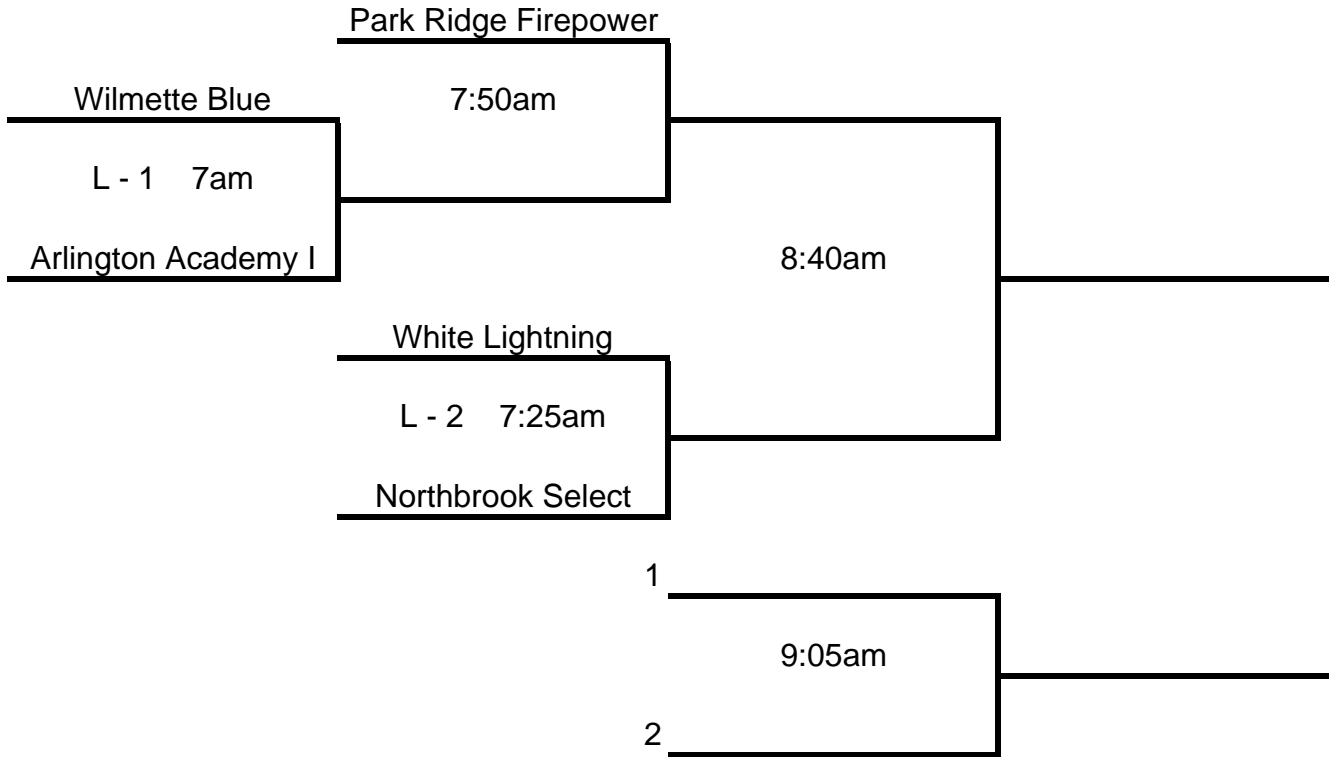 Park Ridge Firepower
Wilmette Blue
7:50am
L - 1 7am
Arlington Academy I
8:40am
White Lightning
L - 2 7:25am
Northbrook Select
1
9:05am
2